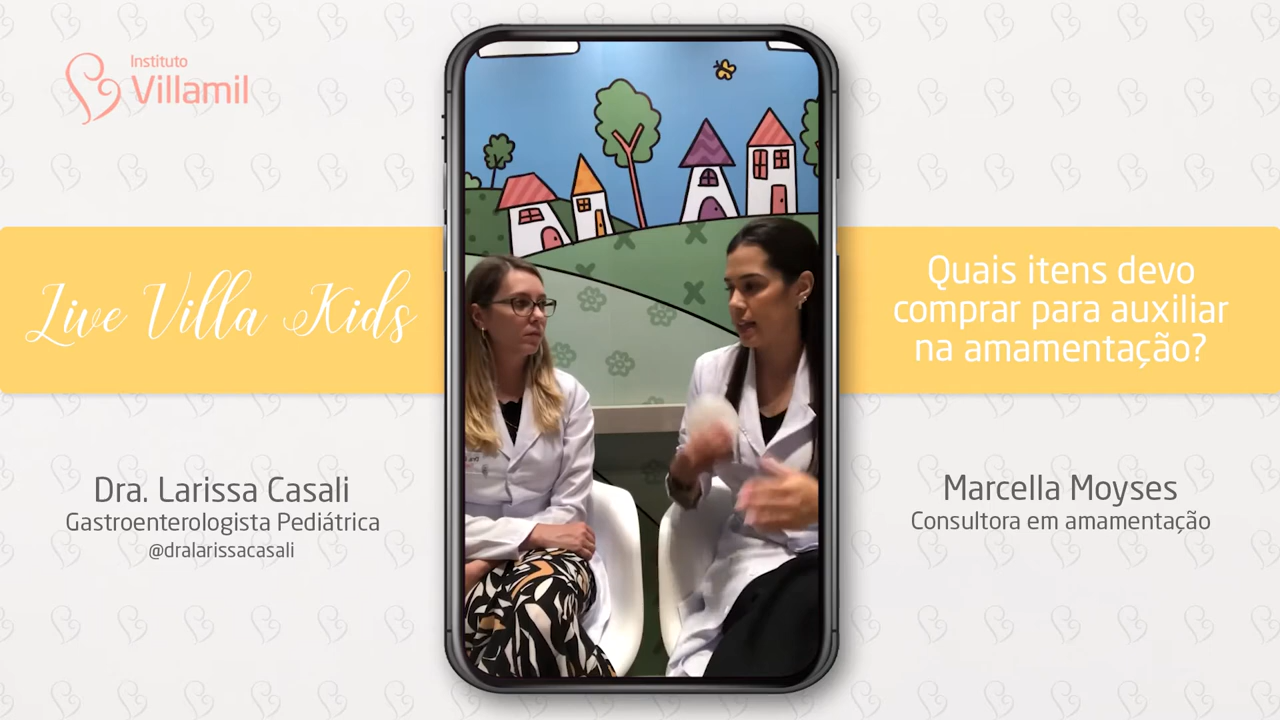 Instituto
Villamil
Live Villa Kids
Quais itens devo
comprar para auxiliar
na amamentação?
Dra. Larissa Casali
Gastroenterologista Pediátrica
@dralarissacasali
Marcella Moyses
Consultora em amamentação